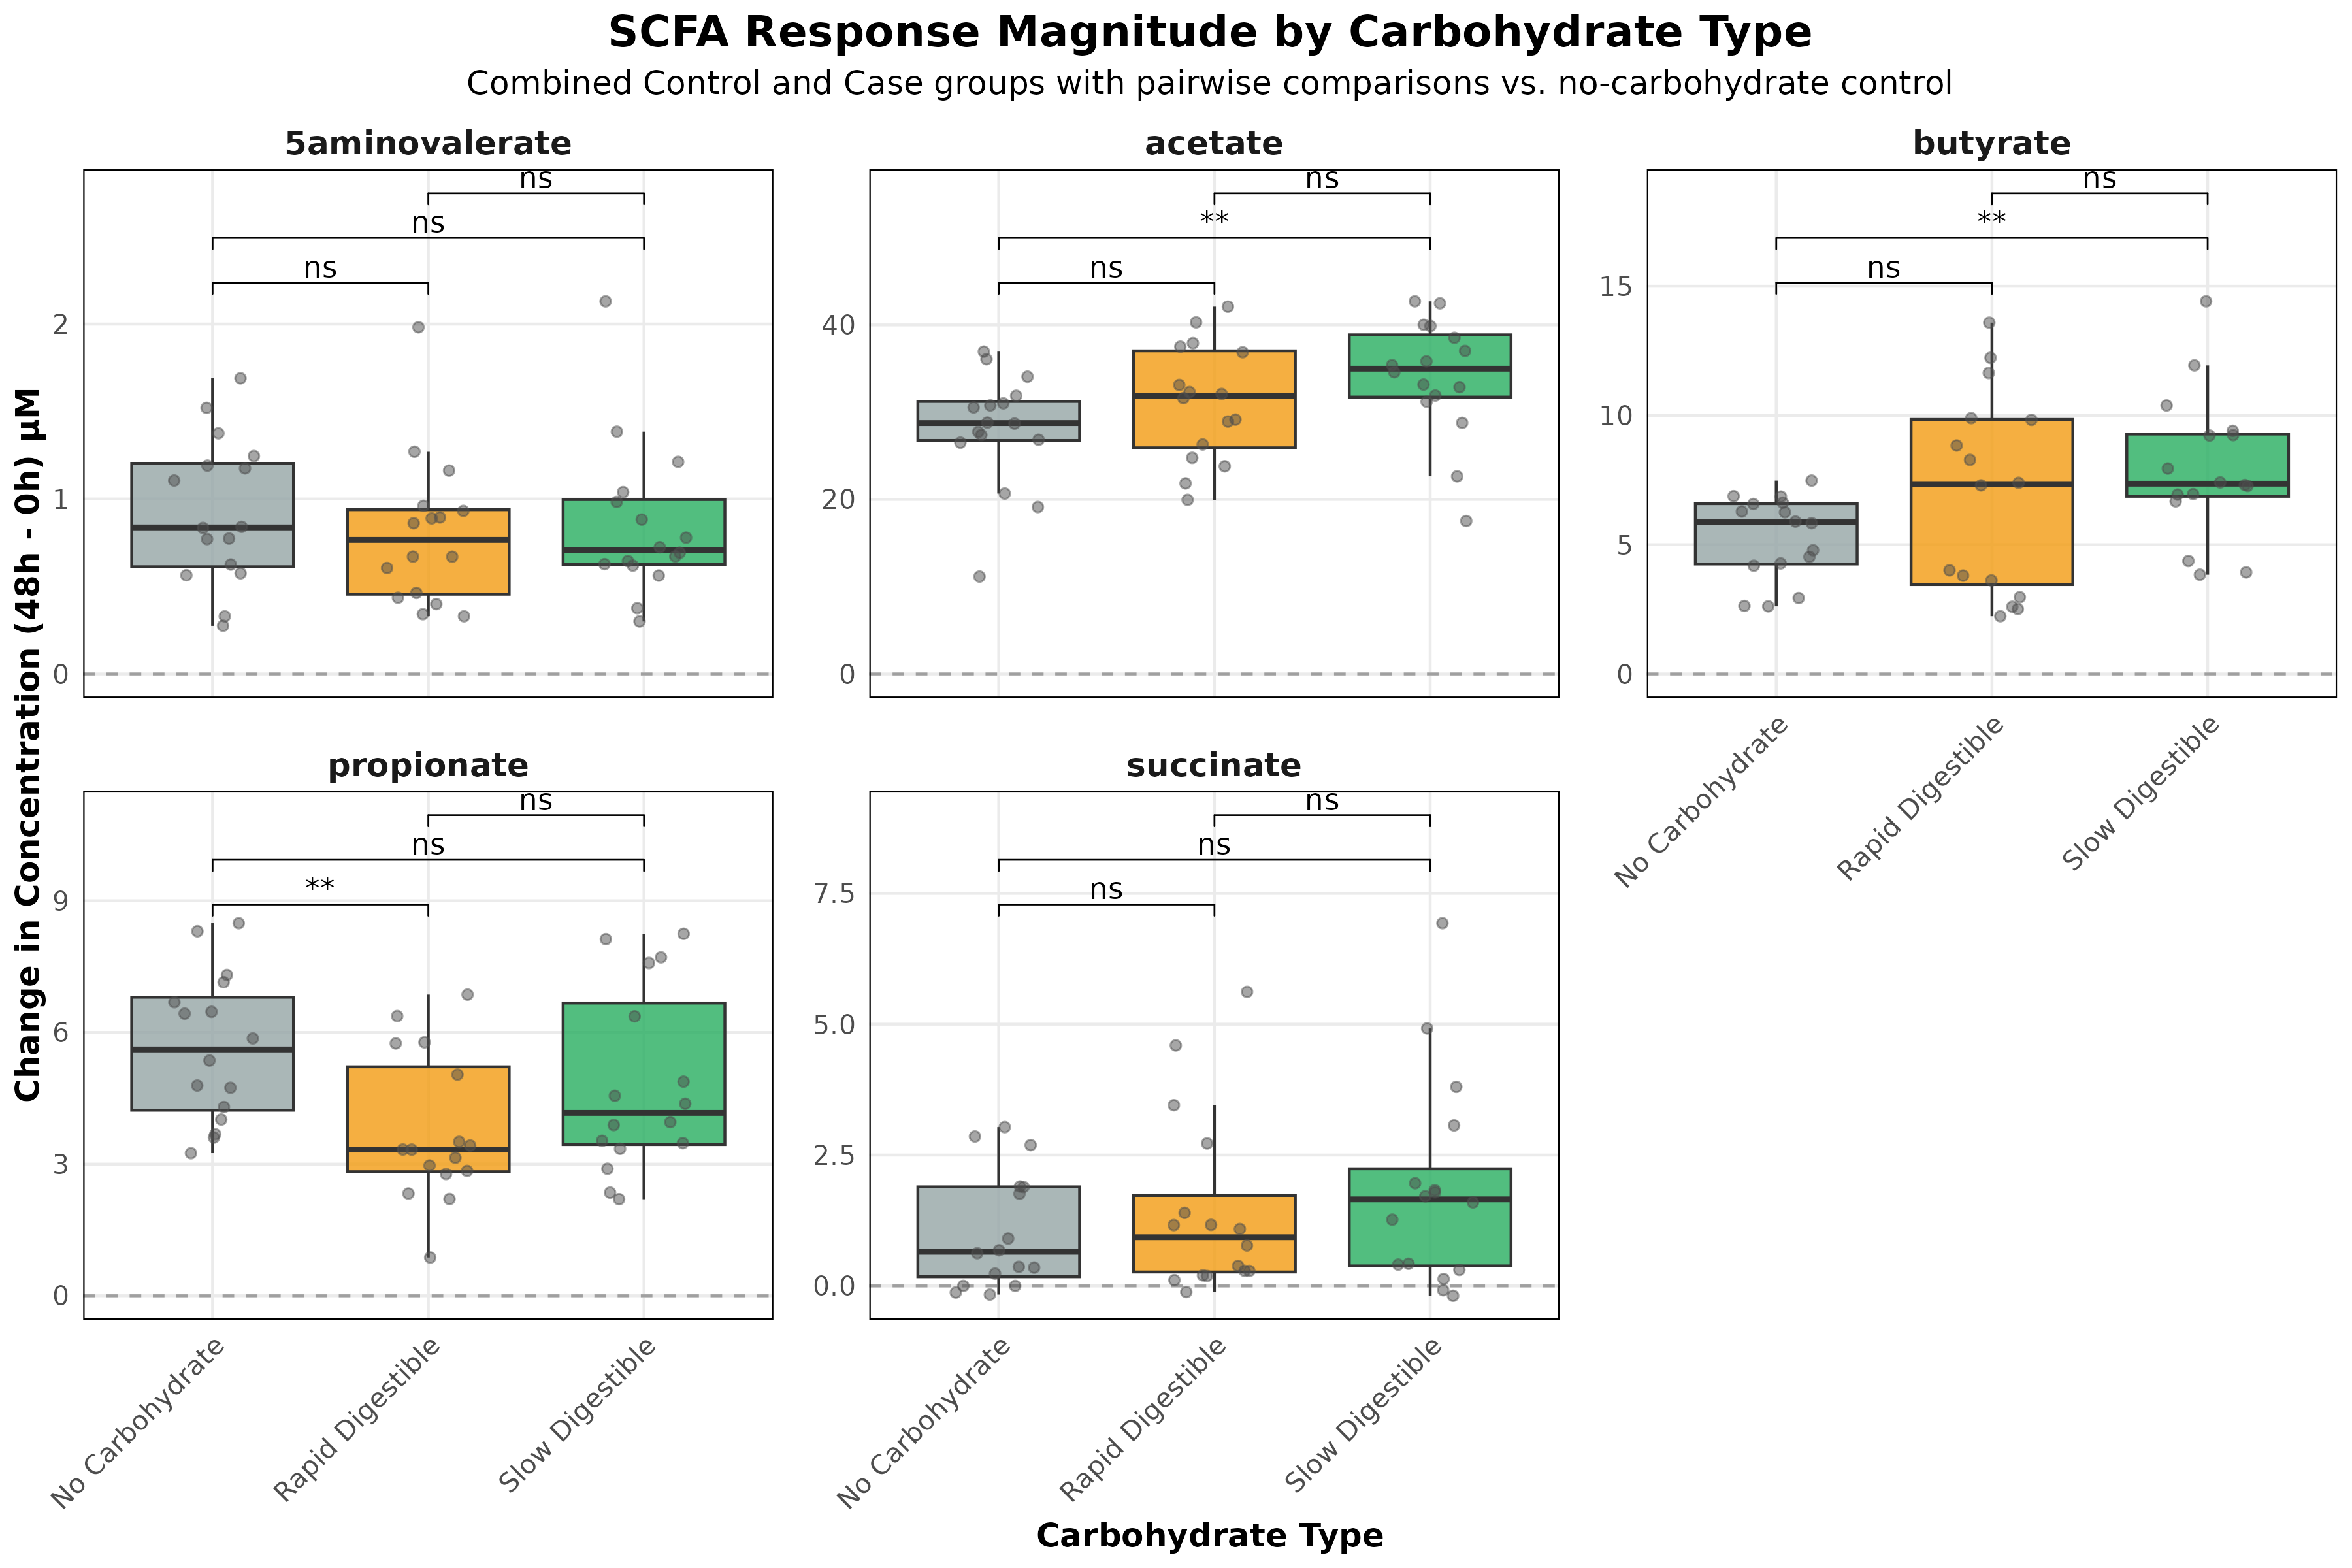 SCFA Response Magnitude by Carbohydrate Type
Combined Control and Case groups with pairwise comparisons vs. no-carbohydrate control
Change in Concentration (48h - 0h) µM
5aminovalerate
ns
ns
ns
2
1
0
acetate
ns
**
ns
40
20
0
butyrate
ns
**
ns
15
10
5
0
No Carbohydrate
Rapid Digestible
Slow Digestible
propionate
ns
ns
**
9
6
3
0
No Carbohydrate
Rapid Digestible
Slow Digestible
succinate
ns
ns
ns
7.5
5.0
2.5
0.0
No Carbohydrate
Rapid Digestible
Slow Digestible
Carbohydrate Type